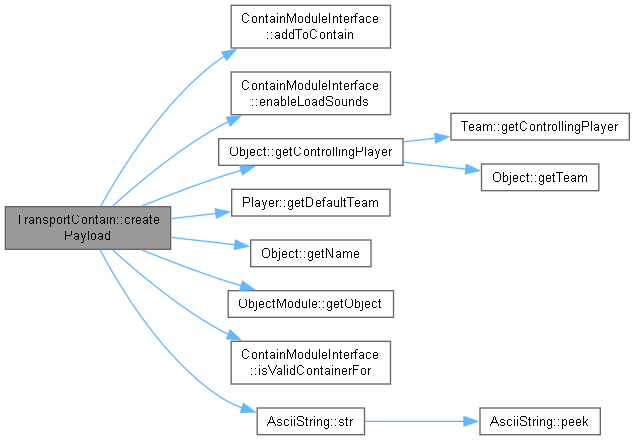 TransportContain::create
Payload
ContainModuleInterface
::addToContain
ContainModuleInterface
::enableLoadSounds
Object::getControllingPlayer
Team::getControllingPlayer
Object::getTeam
Player::getDefaultTeam
Object::getName
ObjectModule::getObject
ContainModuleInterface
::isValidContainerFor
AsciiString::str
AsciiString::peek